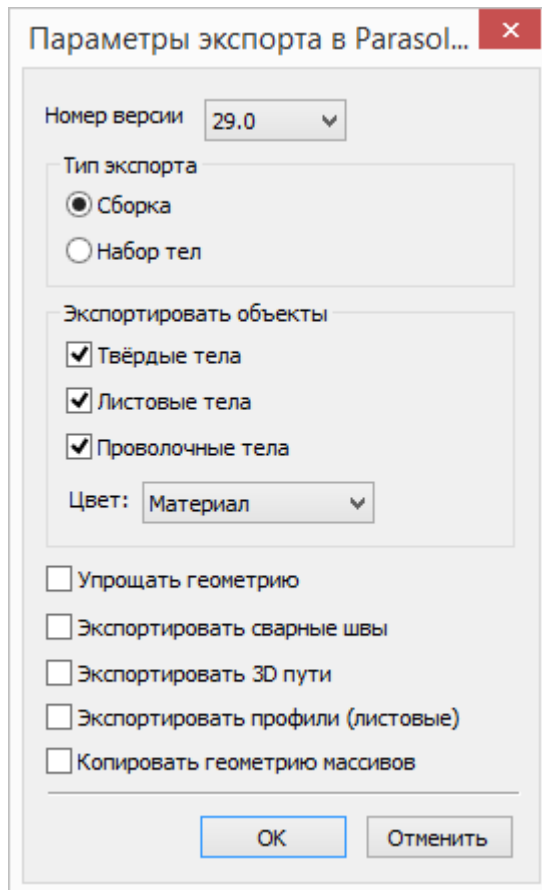 Параметры экспорта в Parasol...
Номер версии 29.0
Тип экспорта
Сборка
Набор тел
Экспортировать объекты
Твёрдые тела
Листовые тела
Проволочные тела
Цвет: Материал
Упрощать геометрию
Экспортировать сварные швы
Экспортировать 3D пути
Экспортировать профили (листовые)
Копировать геометрию массивов
ОК Отменить